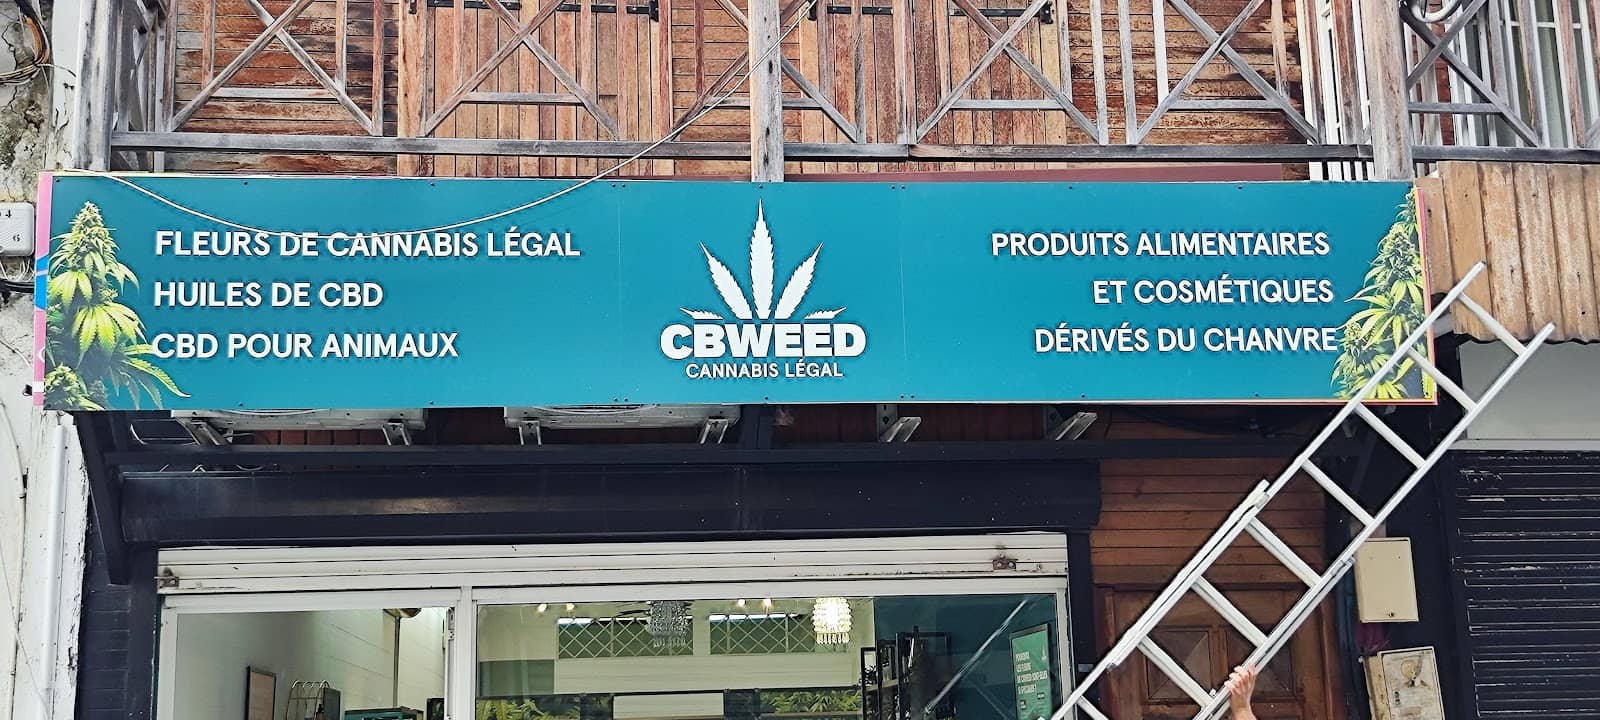 FLEURS DE CANNABIS LÉGAL
HUILES DE CBD
CBD POUR ANIMAUX
CBWEED
CANNABIS LÉGAL
PRODUITS ALIMENTAIRES
ET COSMÉTIQUES
DÉRIVÉS DU CHANVRE
6